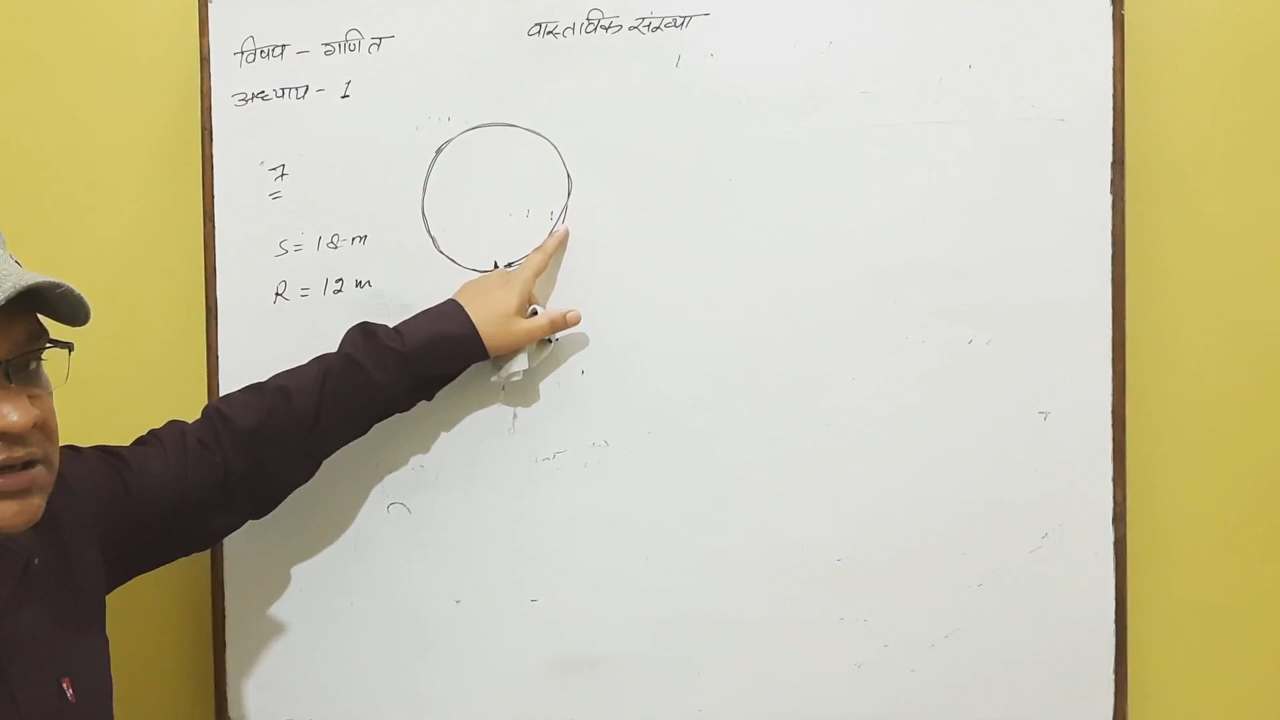 वास्तविक संख्या
विषय - गणित
अध्याय - 1
7
S = 18 m
R = 12 m